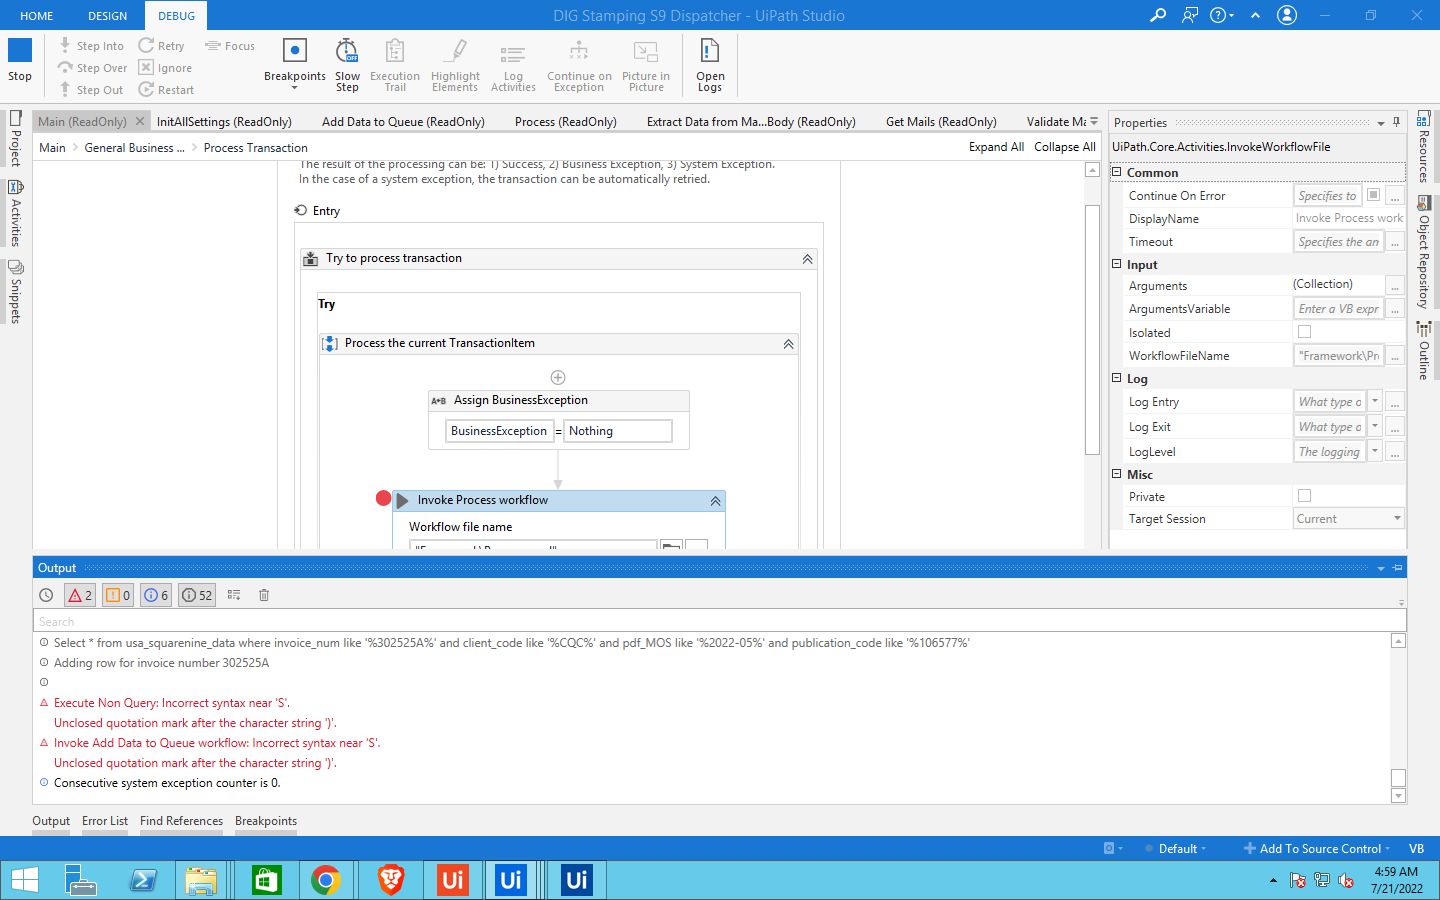 HOME DESIGN DEBUG DIG Stamping S9 Dispatcher - UiPath Studio
Stop
Step Into Retry Focus
Step Over Ignore
Step Out Restart
Breakpoints
Slow Step
Execution Trail
Highlight Elements
Log Activities
Continue on Exception
Picture in Picture
Open Logs
Project
Activities
Snippets
Main (ReadOnly) InitAllSettings (ReadOnly) Add Data to Queue (ReadOnly) Process (ReadOnly) Extract Data from Ma...Body (ReadOnly) Get Mails (ReadOnly) Validate Ma
Main General Business ... Process Transaction Expand All Collapse All
The result of the processing can be: 1) Success, 2) Business Exception, 3) System Exception.
In the case of a system exception, the transaction can be automatically retried.
Entry
Try to process transaction
Try
Process the current TransactionItem
A+B Assign BusinessException
BusinessException = Nothing
Invoke Process workflow
Workflow file name
Properties
UiPath.Core.Activities.InvokeWorkflowFile
Common
Continue On Error Specifies to ...
DisplayName Invoke Process work
Timeout Specifies the an ...
Input
Arguments (Collection) ...
ArgumentsVariable Enter a VB expr ...
Isolated
WorkflowFileName "Framework\Pr ...
Log
Log Entry What type o ...
Log Exit What type o ...
LogLevel The logging ...
Misc
Private
Target Session Current
Resources
Object Repository
Outline
Output
2 0 6 52
Search
Select * from usa_squarenine_data where invoice_num like '%302525A%' and client_code like '%CQC%' and pdf_MOS like '%2022-05%' and publication_code like '%106577%'
Adding row for invoice number 302525A
Execute Non Query: Incorrect syntax near 'S'.
Unclosed quotation mark after the character string ')'.
Invoke Add Data to Queue workflow: Incorrect syntax near 'S'.
Unclosed quotation mark after the character string ')'.
Consecutive system exception counter is 0.
Output Error List Find References Breakpoints
Default Add To Source Control VB
Ui Ui Ui
4:59 AM
7/21/2022